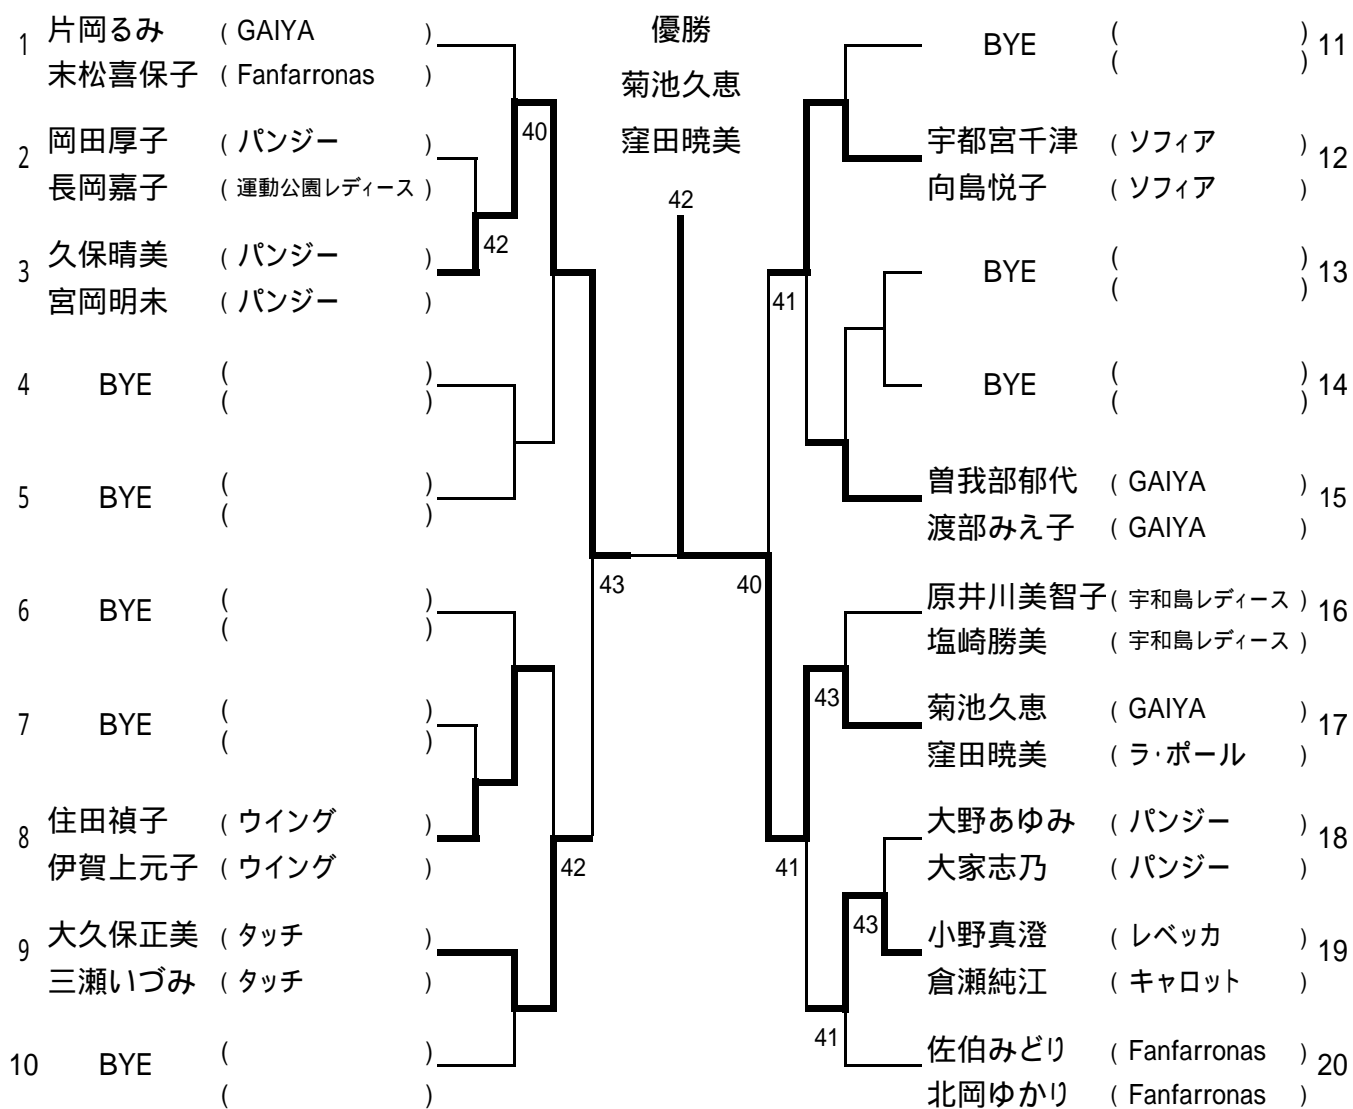 優勝
菊池久恵
窪田暁美
42
1 片岡るみ ( GAIYA )
末松喜保子 ( Fanfarronas )
2 岡田厚子 ( パンジー )
長岡嘉子 ( 運動公園レディース )
3 久保晴美 ( パンジー )
宮岡明未 ( パンジー )
4 BYE ( )
( )
5 BYE ( )
( )
6 BYE ( )
( )
7 BYE ( )
( )
8 住田禎子 ( ウイング )
伊賀上元子 ( ウイング )
9 大久保正美 ( タッチ )
三瀬いづみ ( タッチ )
10 BYE ( )
( )
40
42
43
42
BYE ( ) 11
( )
宇都宮千津 ( ソフィア ) 12
向島悦子 ( ソフィア )
BYE ( ) 13
( )
BYE ( ) 14
( )
曽我部郁代 ( GAIYA ) 15
渡部みえ子 ( GAIYA )
原井川美智子 ( 宇和島レディース ) 16
塩崎勝美 ( 宇和島レディース )
菊池久恵 ( GAIYA ) 17
窪田暁美 ( ラ・ポール )
大野あゆみ ( パンジー ) 18
大家志乃 ( パンジー )
小野真澄 ( レベッカ ) 19
倉瀬純江 ( キャロット )
佐伯みどり ( Fanfarronas ) 20
北岡ゆかり ( Fanfarronas )
41
40
43
41
43
41